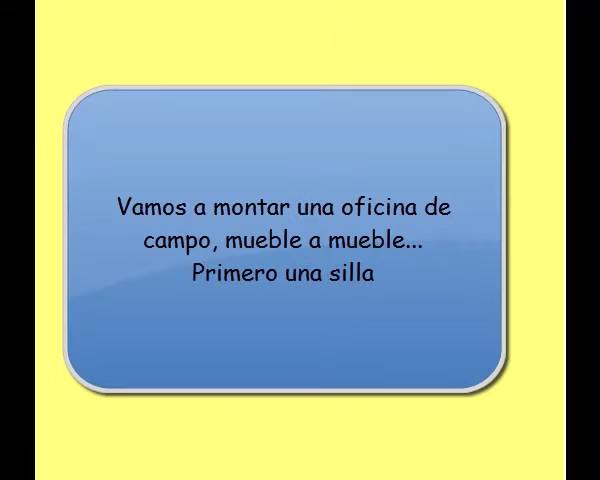 Vamos a montar una oficina de
campo, mueble a mueble...
Primero una silla